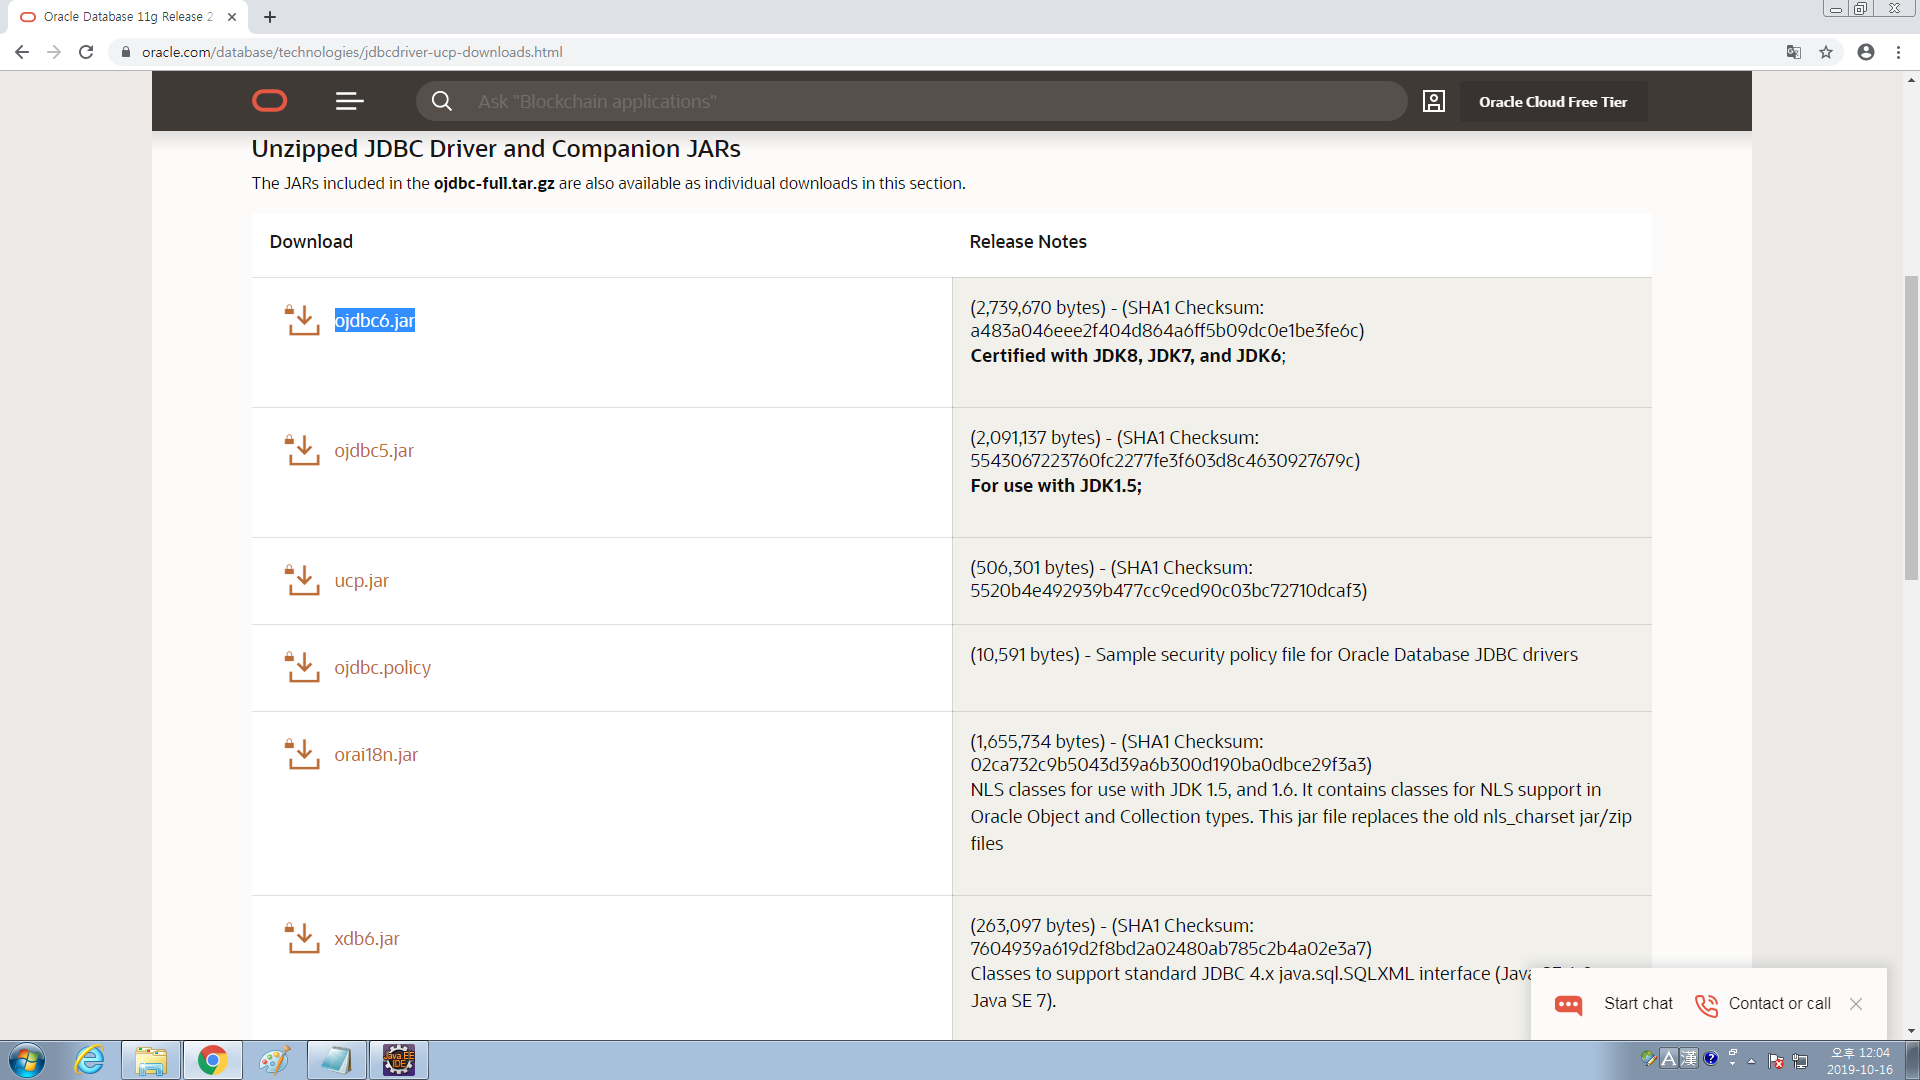 Oracle Database 11g Release 2
oracle.com/database/technologies/jdbcdriver-ucp-downloads.html
Ask "Blockchain applications"
Oracle Cloud Free Tier
Unzipped JDBC Driver and Companion JARs
The JARs included in the ojdbc-full.tar.gz are also available as individual downloads in this section.
Download
Release Notes
ojdbc6.jar
(2,739,670 bytes) - (SHA1 Checksum:
a483a046eee2f404d864a6ff5b09dc0e1be3fe6c)
Certified with JDK8, JDK7, and JDK6;
ojdbc5.jar
(2,091,137 bytes) - (SHA1 Checksum:
5543067223760fc2277fe3f603d8c4630927679c)
For use with JDK1.5;
ucp.jar
(506,301 bytes) - (SHA1 Checksum:
5520b4e492939b477cc9ced90c03bc72710dcaf3)
ojdbc.policy
(10,591 bytes) - Sample security policy file for Oracle Database JDBC drivers
orai18n.jar
(1,655,734 bytes) - (SHA1 Checksum:
02ca732c9b5043d39a6b300d190ba0dbce29f3a3)
NLS classes for use with JDK 1.5, and 1.6. It contains classes for NLS support in
Oracle Object and Collection types. This jar file replaces the old nls_charset jar/zip
files
xdb6.jar
(263,097 bytes) - (SHA1 Checksum:
7604939a619d2f8bd2a02480ab785c2b4a02e3a7)
Classes to support standard JDBC 4.x java.sql.SQLXML interface (Java
Java SE 7).
Start chat
Contact or call
Java EE
IDE
A 漢
오후 12:04
2019-10-16